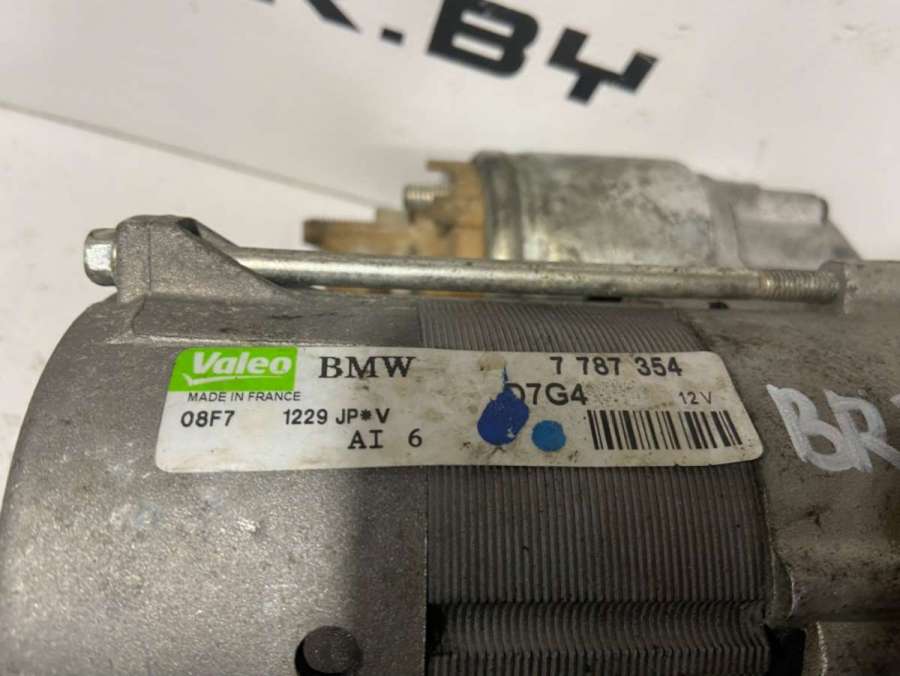 .BY
Valeo BMW 7 787 354
MADE IN FRANCE D7G4 12V
08F7 1229 JP*V
AI 6
BR